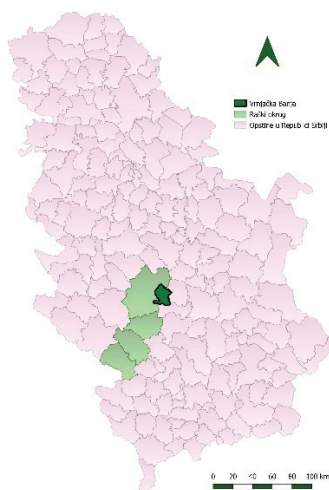 Vrnjačka Banja
Raški okrug
Opštine u Republici Srbiji
0 20 40 60 80 100 km